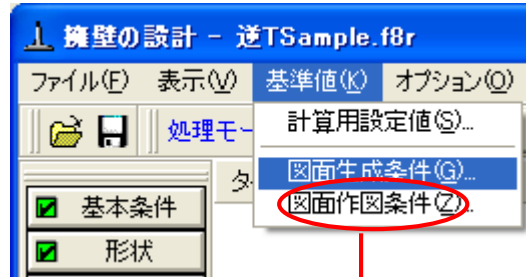 擁壁の設計 - 逆TSample.f8r
ファイル(F) 表示(V) 基準値(K) オプション(O)
処理モー
計算用設定値(S)...
図面生成条件(G)...
図面作図条件(Z)...
基本条件
形状